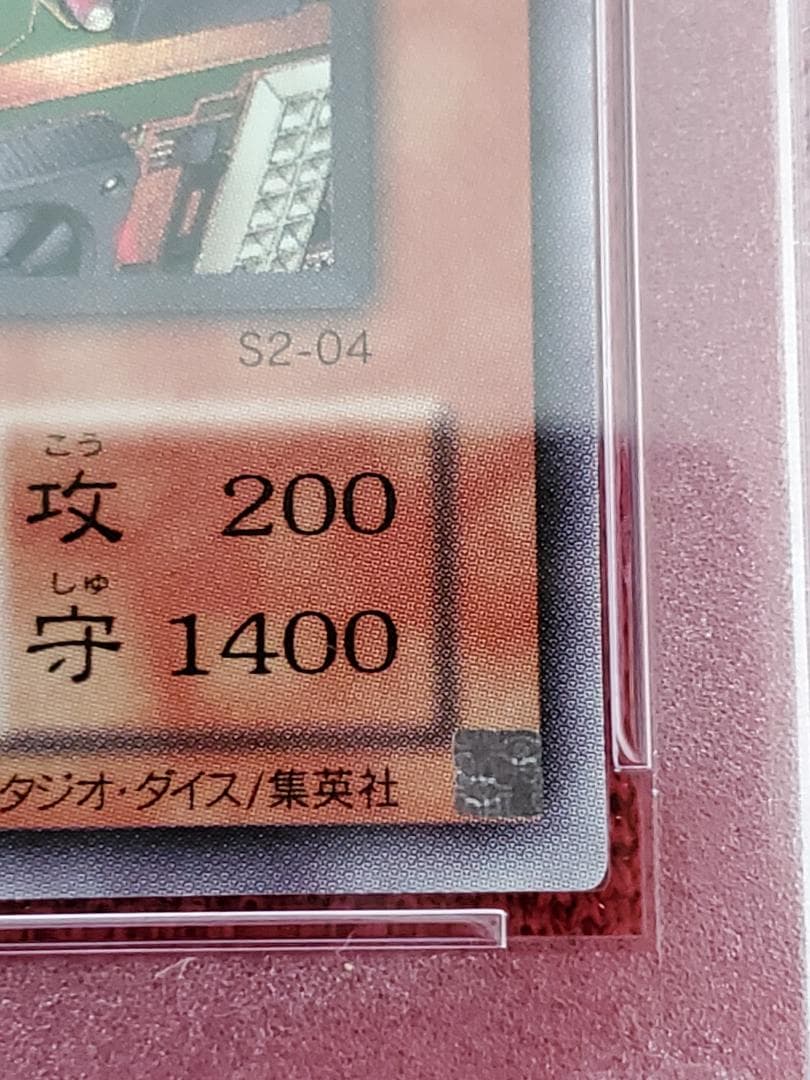 S2-04
こう
攻 200
しゅ
守 1400
タジオ・ダイス/集英社